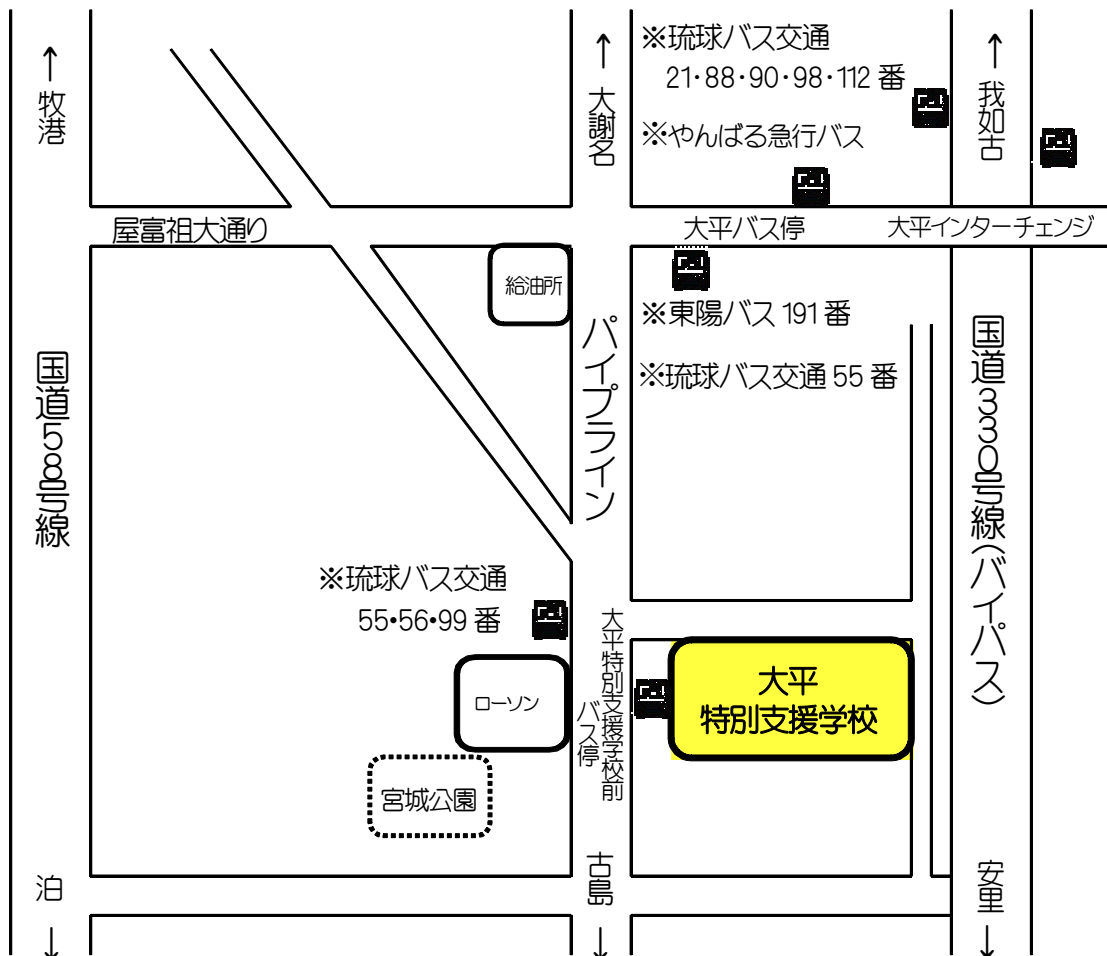 ↑牧港
↑大謝名
※琉球バス交通
21・88・90・98・112 番
※やんばる急行バス
↑我如古
屋富祖大通り
大平バス停
大平インターチェンジ
給油所
※東陽バス 191 番
※琉球バス交通 55 番
国道58号線
パイプライン
国道330号線(バイパス)
※琉球バス交通
55・56・99 番
大平特別支援学校前
バス停
大平
特別支援学校
ローソン
宮城公園
泊↓
古島↓
安里↓